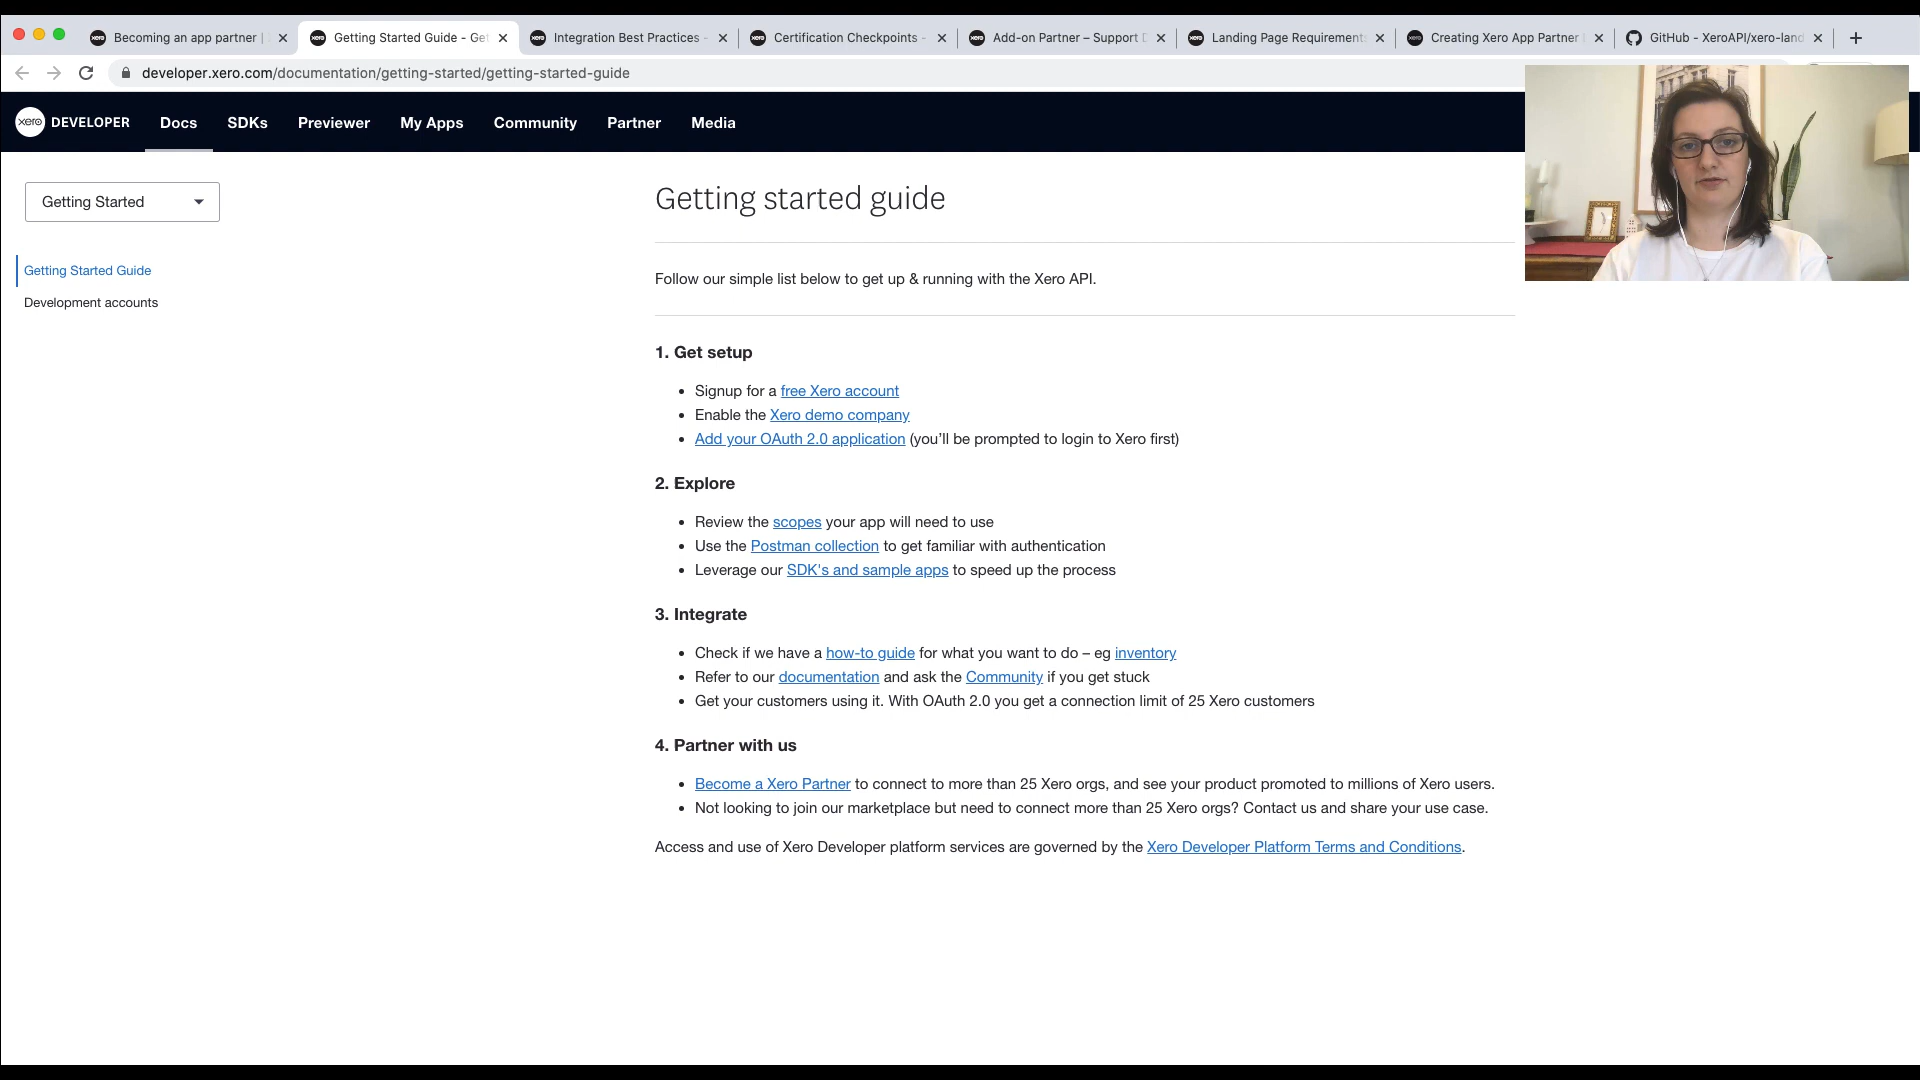 Becoming an app partner |
Getting Started Guide - Get
Integration Best Practices -
Certification Checkpoints -
Add-on Partner – Support D
Landing Page Requirements
Creating Xero App Partner
GitHub - XeroAPI/xero-land
developer.xero.com/documentation/getting-started/getting-started-guide
xero DEVELOPER Docs SDKs Previewer My Apps Community Partner Media
Getting Started
Getting Started Guide
Development accounts
Getting started guide
Follow our simple list below to get up & running with the Xero API.
1. Get setup
• Signup for a free Xero account
• Enable the Xero demo company
• Add your OAuth 2.0 application (you’ll be prompted to login to Xero first)
2. Explore
• Review the scopes your app will need to use
• Use the Postman collection to get familiar with authentication
• Leverage our SDK's and sample apps to speed up the process
3. Integrate
• Check if we have a how-to guide for what you want to do – eg inventory
• Refer to our documentation and ask the Community if you get stuck
• Get your customers using it. With OAuth 2.0 you get a connection limit of 25 Xero customers
4. Partner with us
• Become a Xero Partner to connect to more than 25 Xero orgs, and see your product promoted to millions of Xero users.
• Not looking to join our marketplace but need to connect more than 25 Xero orgs? Contact us and share your use case.
Access and use of Xero Developer platform services are governed by the Xero Developer Platform Terms and Conditions.